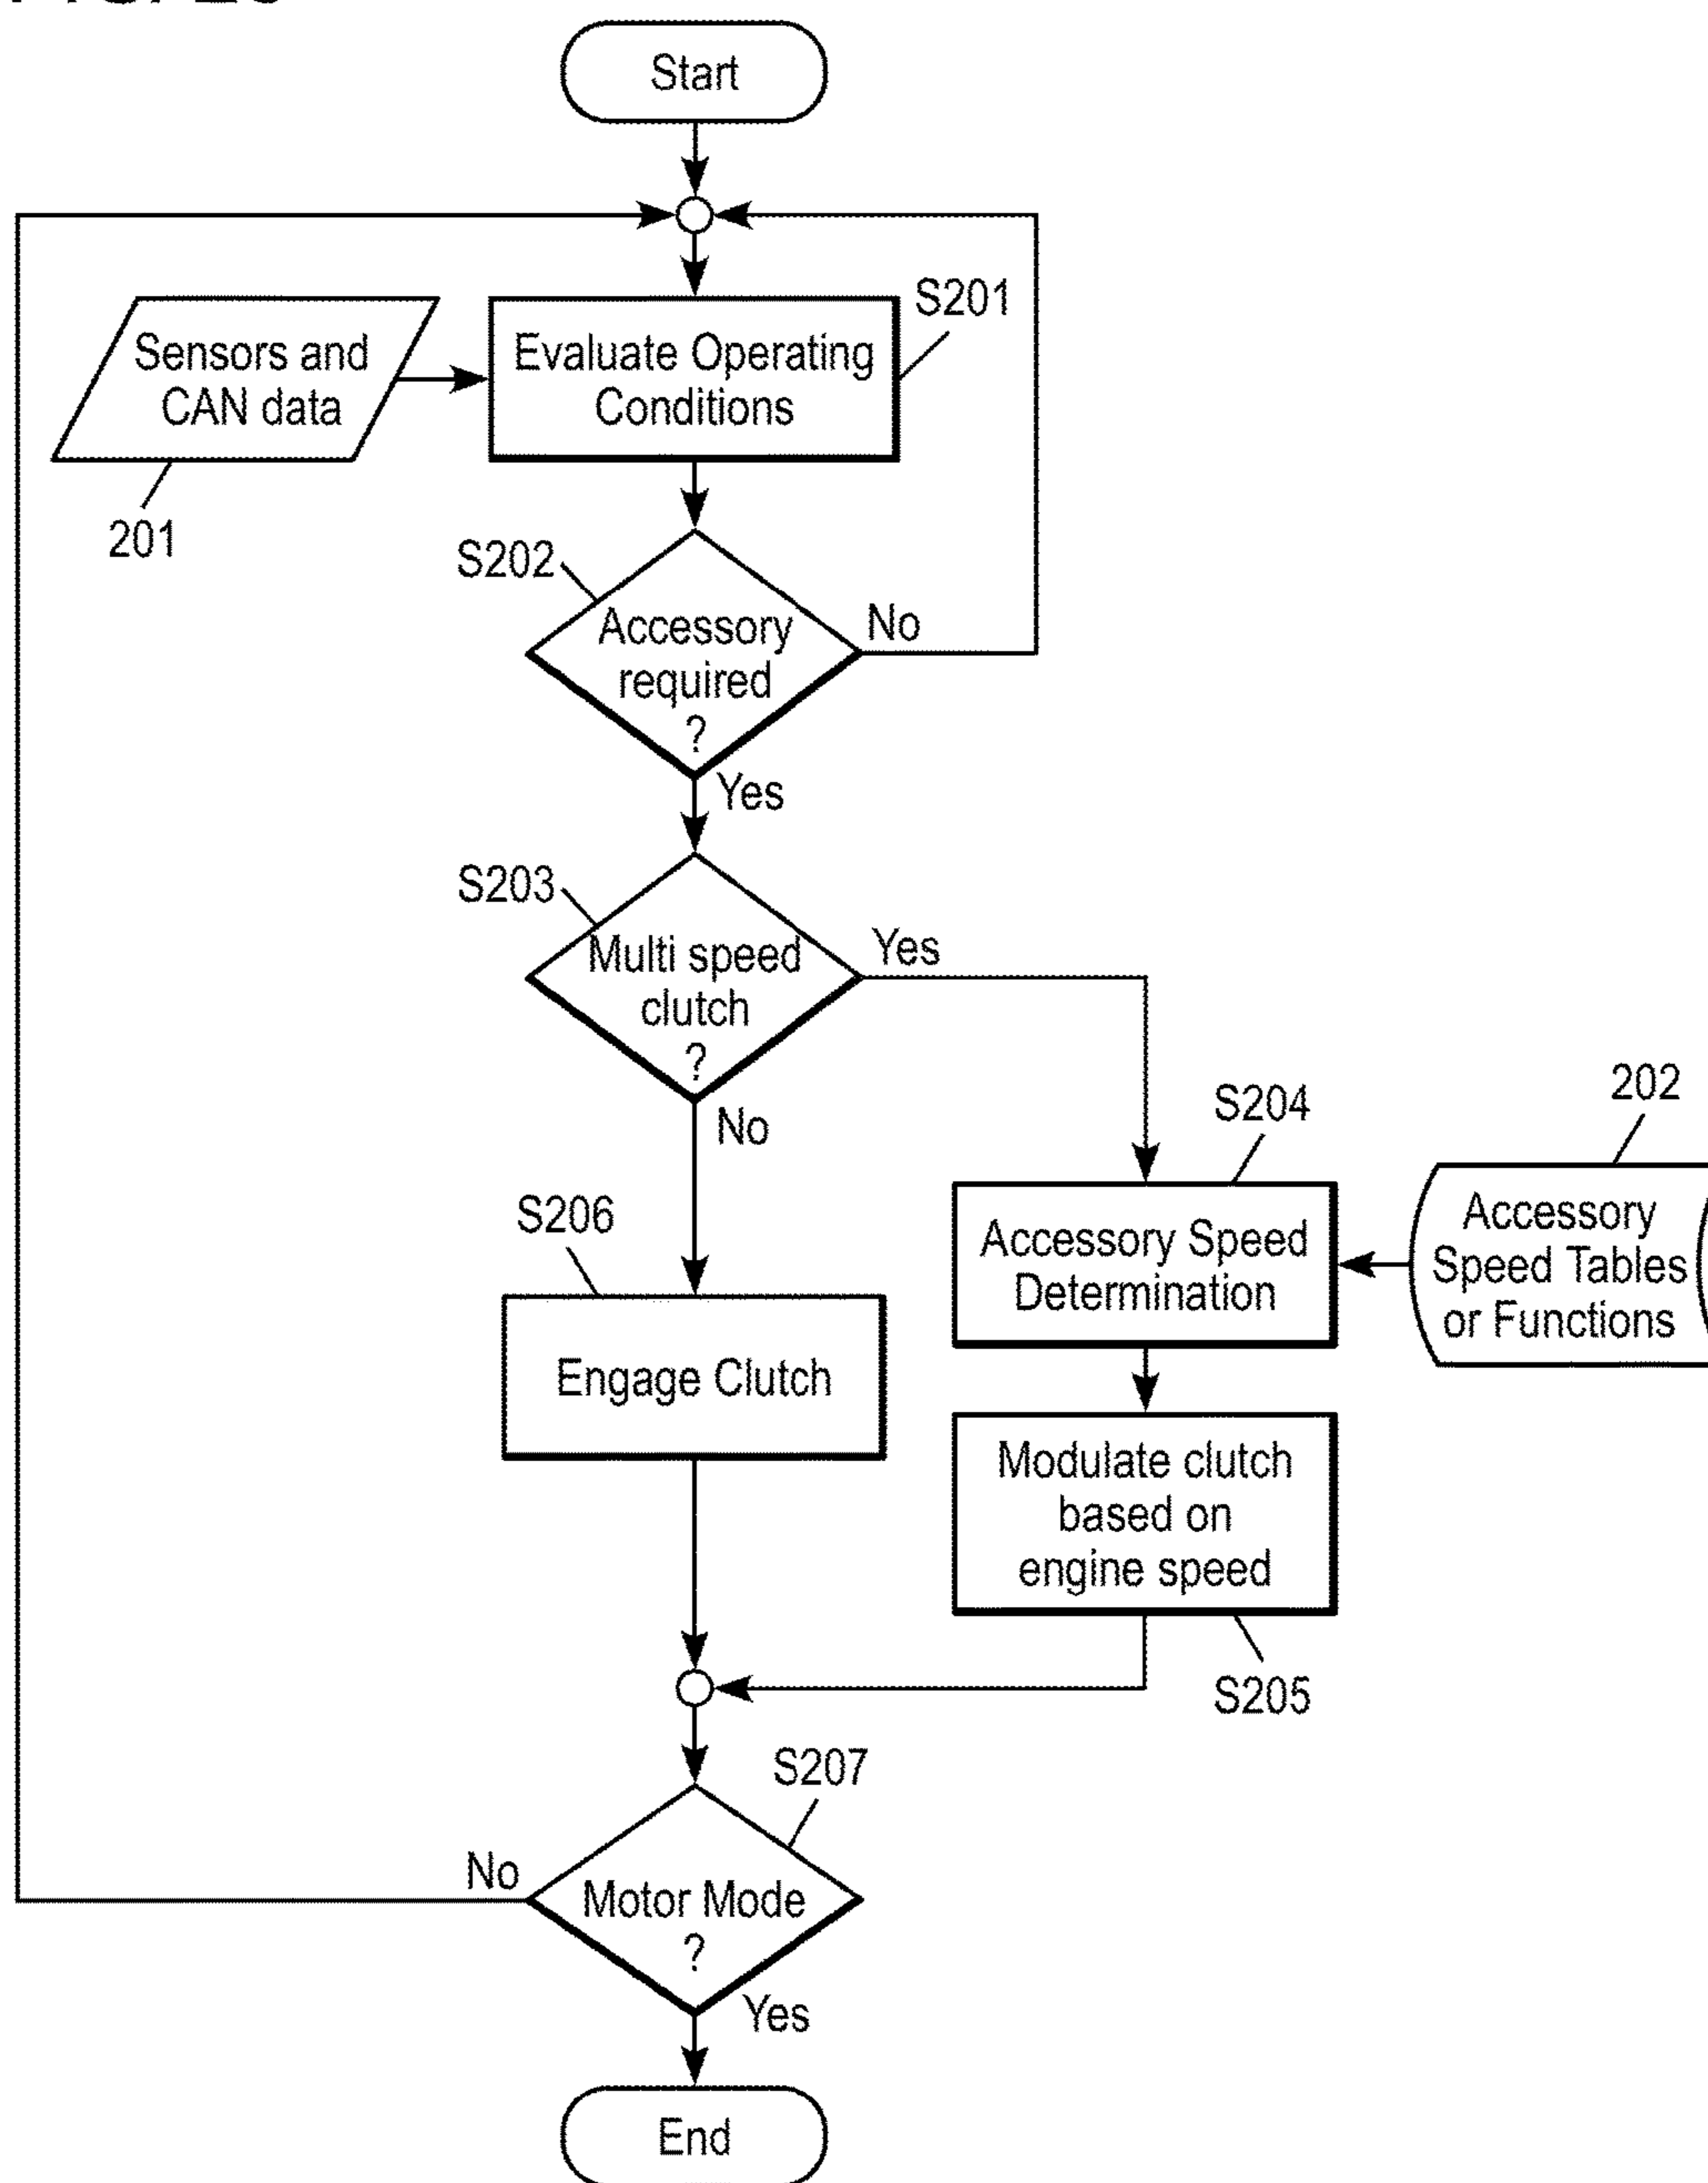 Start
S201
Sensors and
CAN data
Evaluate Operating
Conditions
201
S202
Accessory
required
?
No
Yes
S203
Multi speed
clutch
?
Yes
No
S204
202
Accessory Speed
Determination
Accessory
Speed Tables
or Functions
S206
Engage Clutch
Modulate clutch
based on
engine speed
S205
S207
No
Motor Mode
?
Yes
End